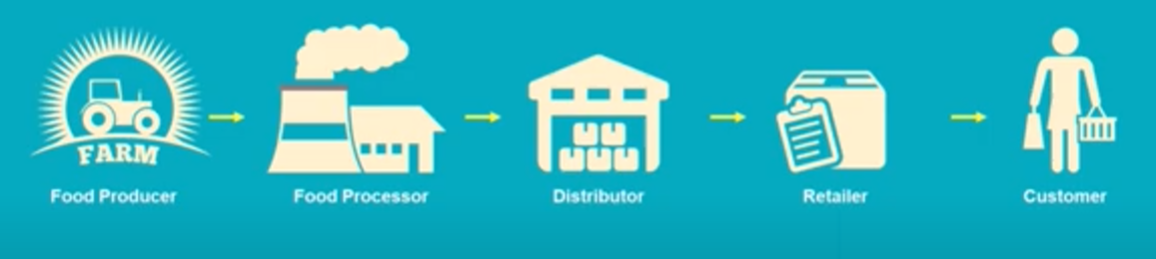 FARM
Food Producer
Food Processor
Distributor
Retailer
Customer